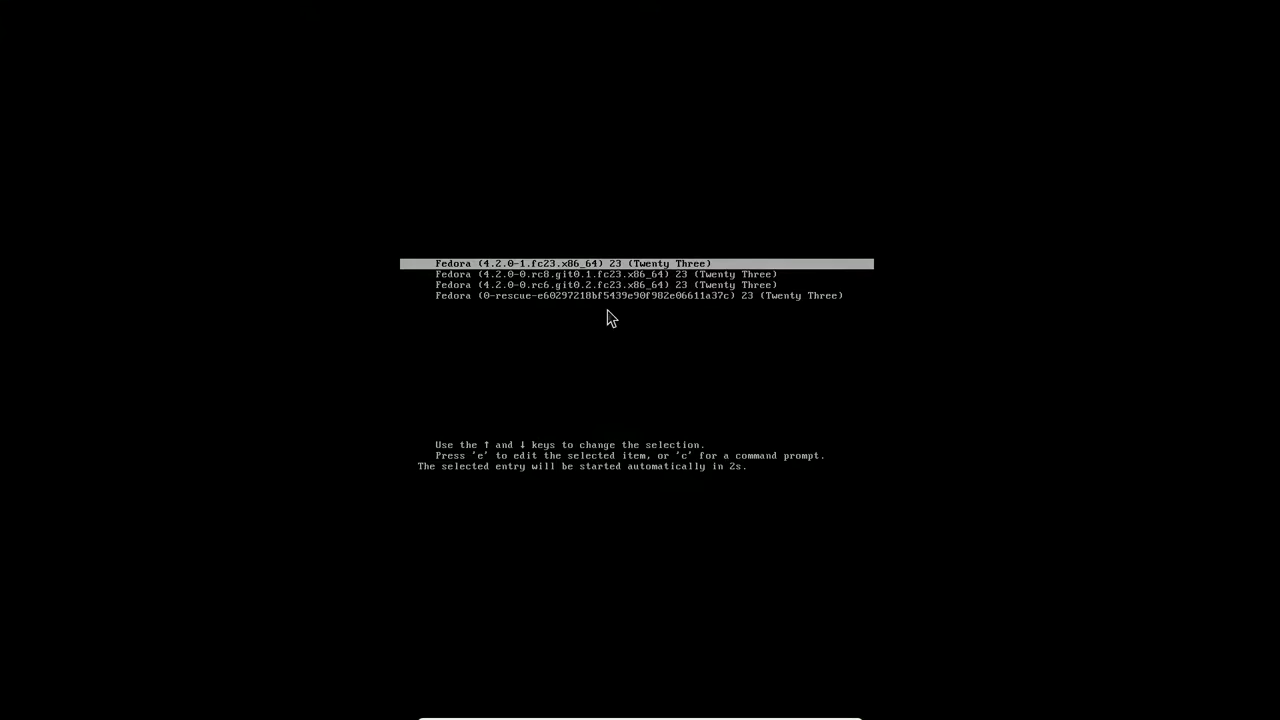 Fedora (4.2.0-1.fc23.x86_64) 23 (Twenty Three)
Fedora (4.2.0-0.rc8.git0.1.fc23.x86_64) 23 (Twenty Three)
Fedora (4.2.0-0.rc6.git0.2.fc23.x86_64) 23 (Twenty Three)
Fedora (0-rescue-e60297218bf5439e90f982e06611a37c) 23 (Twenty Three)
Use the ↑ and ↓ keys to change the selection.
Press 'e' to edit the selected item, or 'c' for a command prompt.
The selected entry will be started automatically in 2s.